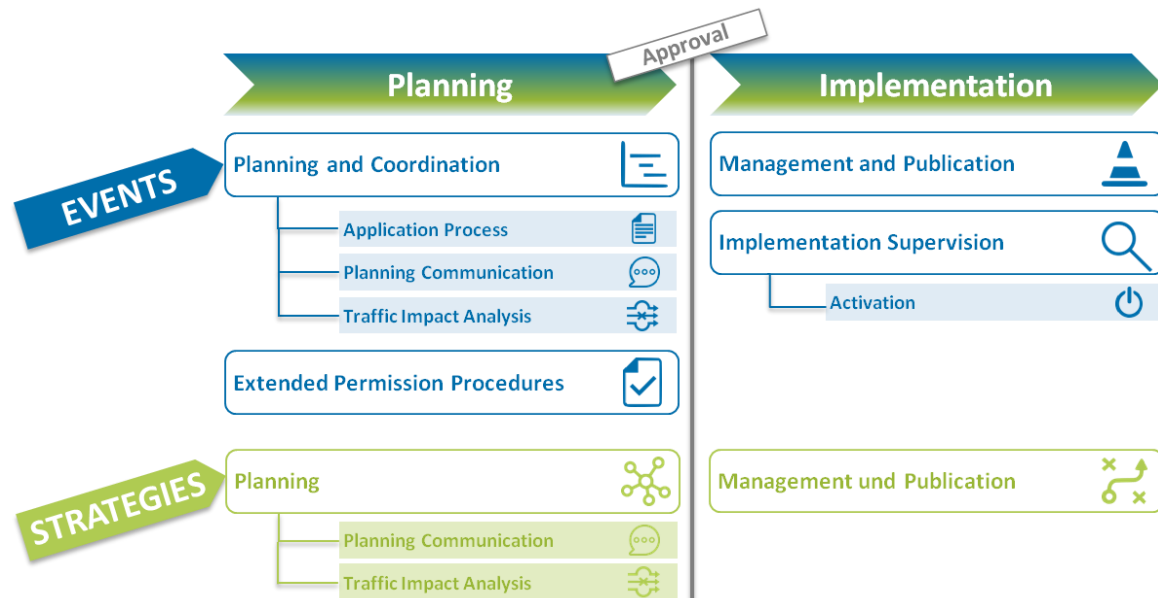 Approval
Planning
Implementation
EVENTS
Planning and Coordination
Application Process
Planning Communication
Traffic Impact Analysis
Extended Permission Procedures
Management and Publication
Implementation Supervision
Activation
STRATEGIES
Planning
Planning Communication
Traffic Impact Analysis
Management und Publication